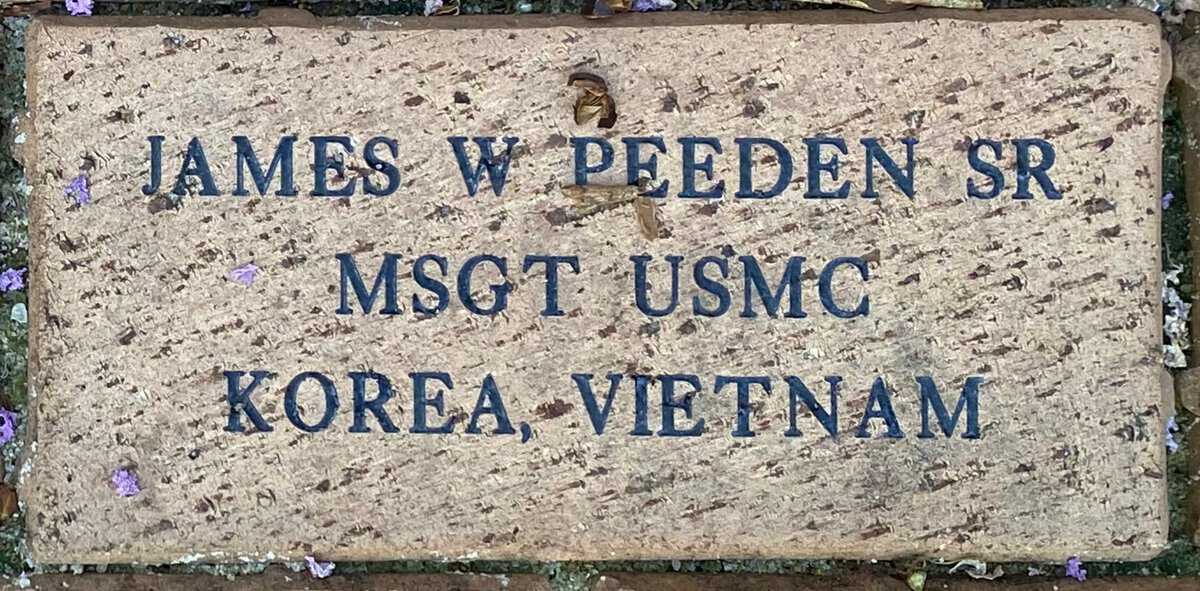 JAMES W PEEDEN SR
MSGT USMC
KOREA, VIETNAM